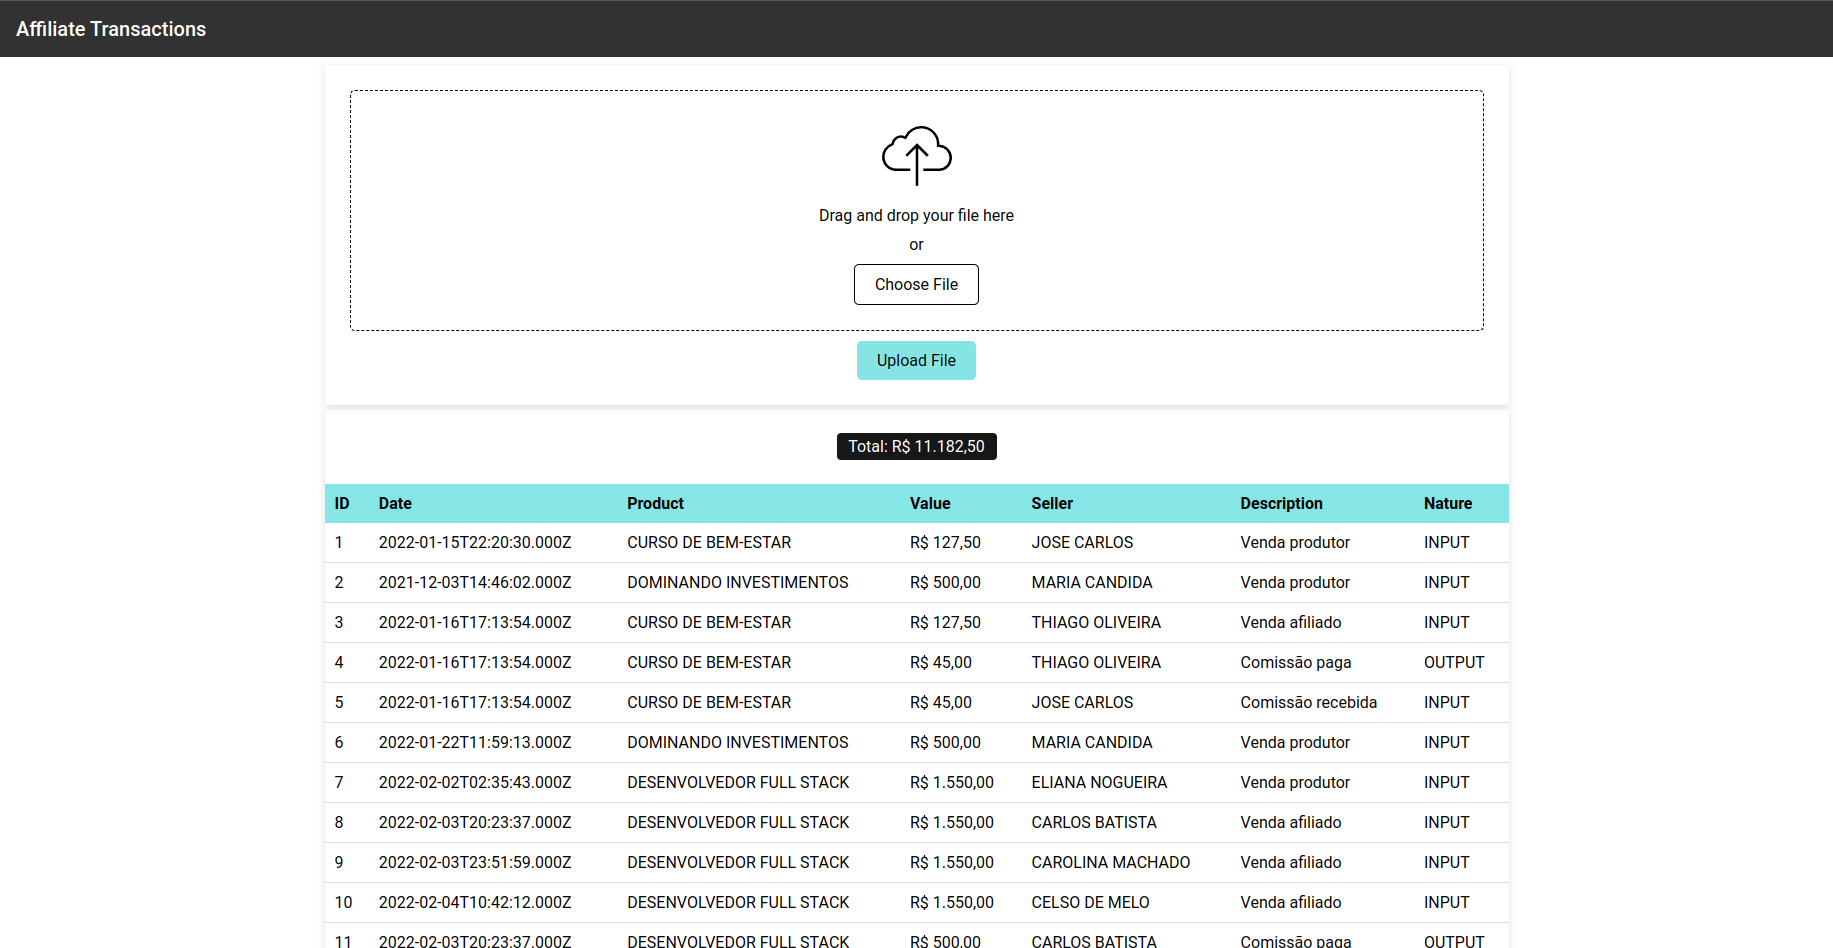 Affiliate Transactions
Drag and drop your file here
or
Choose File
Upload File
Total: R$ 11.182,50
ID Date Product Value Seller Description Nature
1 2022-01-15T22:20:30.000Z CURSO DE BEM-ESTAR R$ 127,50 JOSE CARLOS Venda produtor INPUT
2 2021-12-03T14:46:02.000Z DOMINANDO INVESTIMENTOS R$ 500,00 MARIA CANDIDA Venda produtor INPUT
3 2022-01-16T17:13:54.000Z CURSO DE BEM-ESTAR R$ 127,50 THIAGO OLIVEIRA Venda afiliado INPUT
4 2022-01-16T17:13:54.000Z CURSO DE BEM-ESTAR R$ 45,00 THIAGO OLIVEIRA Comissão paga OUTPUT
5 2022-01-16T17:13:54.000Z CURSO DE BEM-ESTAR R$ 45,00 JOSE CARLOS Comissão recebida INPUT
6 2022-01-22T11:59:13.000Z DOMINANDO INVESTIMENTOS R$ 500,00 MARIA CANDIDA Venda produtor INPUT
7 2022-02-02T02:35:43.000Z DESENVOLVEDOR FULL STACK R$ 1.550,00 ELIANA NOGUEIRA Venda produtor INPUT
8 2022-02-03T20:23:37.000Z DESENVOLVEDOR FULL STACK R$ 1.550,00 CARLOS BATISTA Venda afiliado INPUT
9 2022-02-03T23:51:59.000Z DESENVOLVEDOR FULL STACK R$ 1.550,00 CAROLINA MACHADO Venda afiliado INPUT
10 2022-02-04T10:42:12.000Z DESENVOLVEDOR FULL STACK R$ 1.550,00 CELSO DE MELO Venda afiliado INPUT
11 2022-02-03T20:23:37.000Z DESENVOLVEDOR FULL STACK R$ 500,00 CARLOS BATISTA Comissão paga OUTPUT